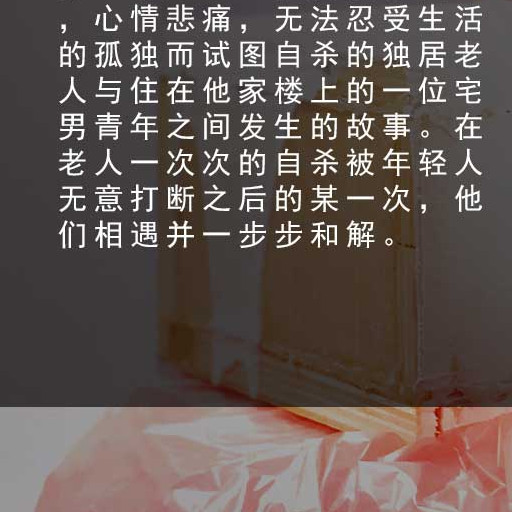 ，心情悲痛，无法忍受生活
的孤独而试图自杀的独居老
人与住在他家楼上的一位宅
男青年之间发生的故事。在
老人一次次的自杀被年轻人
无意打断之后的某一次，他
们相遇并一步步和解。